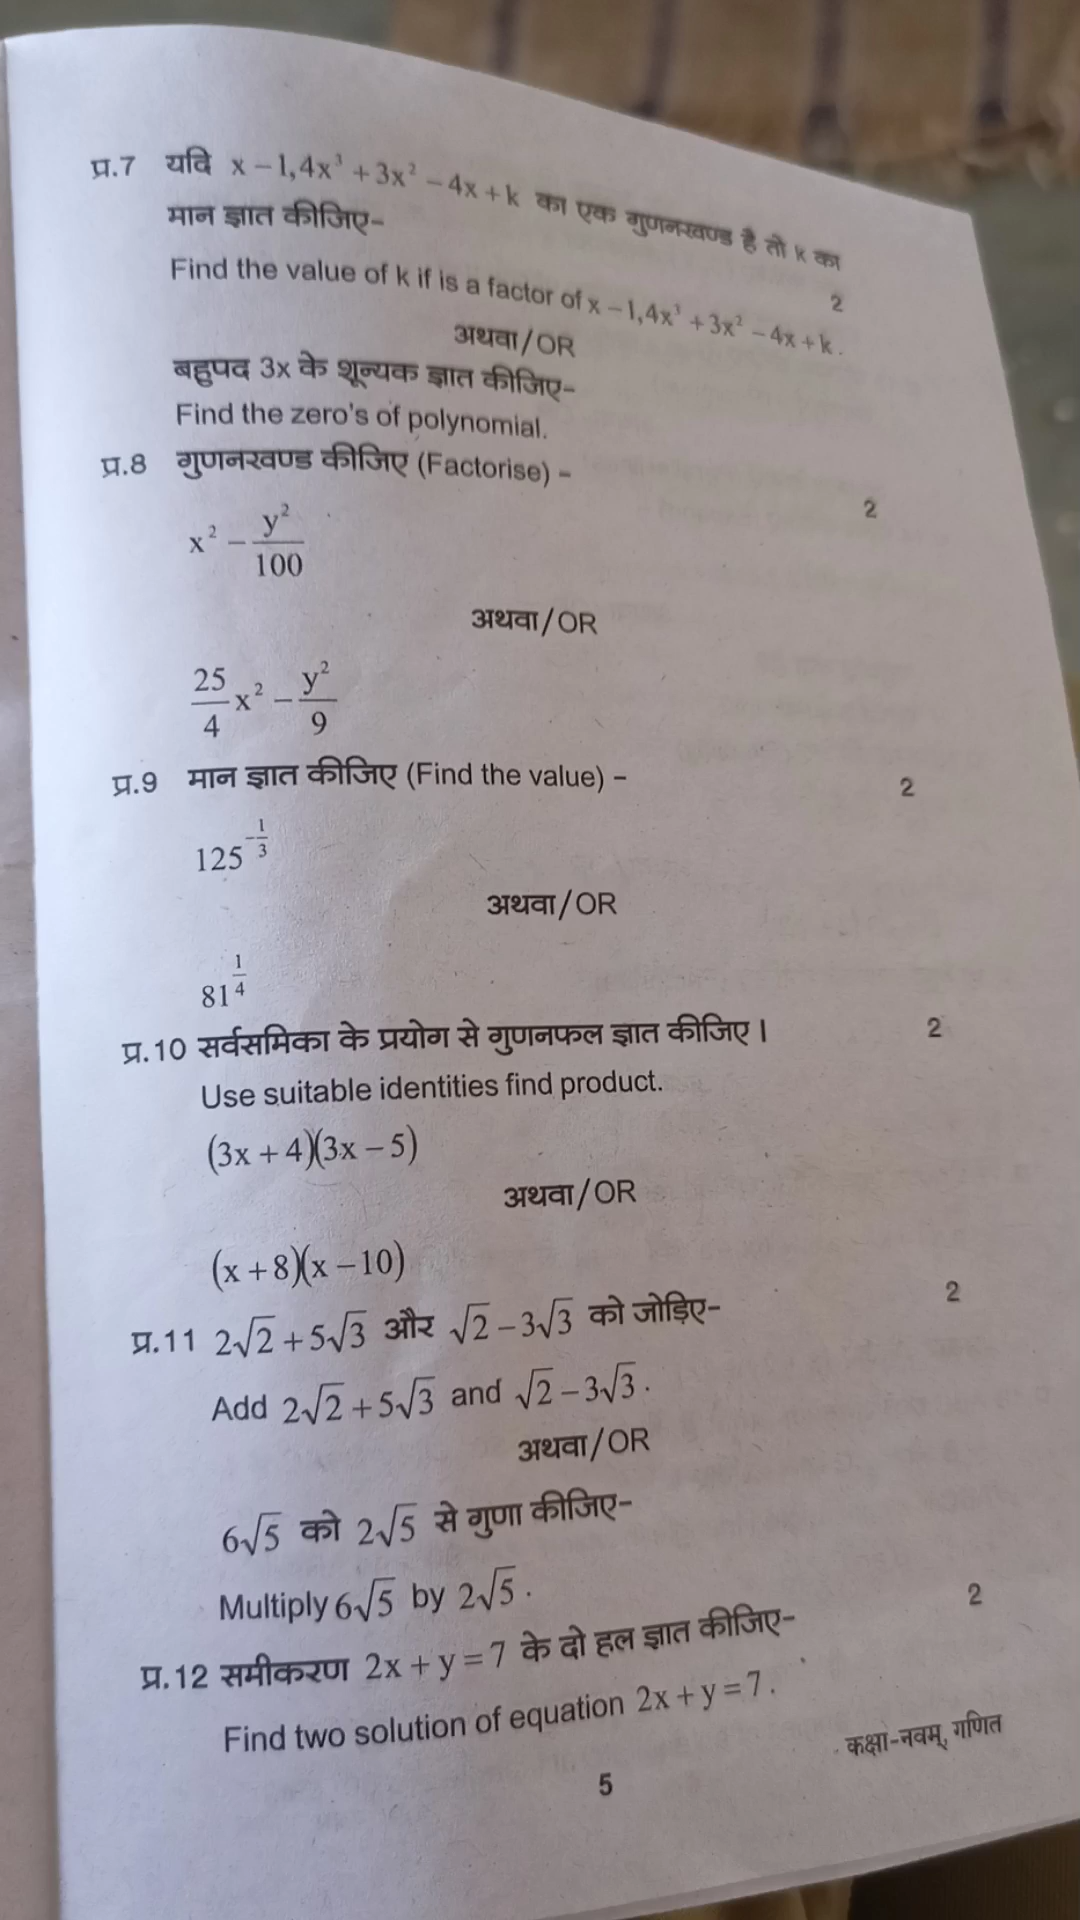 प्र.7 यदि x – 1, 4x³ + 3x² – 4x + k का एक गुणनखण्ड है तो k का
मान ज्ञात कीजिए-
2
Find the value of k if is a factor of x – 1, 4x³ + 3x² – 4x + k.
अथवा/OR
बहुपद 3x के शून्यक ज्ञात कीजिए-
Find the zero's of polynomial.
प्र.8 गुणनखण्ड कीजिए (Factorise) – 2
x² – y²/100
अथवा/OR
25/4 x² – y²/9
प्र.9 मान ज्ञात कीजिए (Find the value) – 2
125^(-1/3)
अथवा/OR
81^(1/4)
प्र.10 सर्वसमिका के प्रयोग से गुणनफल ज्ञात कीजिए। 2
Use suitable identities find product.
(3x + 4)(3x – 5)
अथवा/OR
(x + 8)(x – 10)
प्र.11 2√2 + 5√3 और √2 – 3√3 को जोड़िए- 2
Add 2√2 + 5√3 and √2 – 3√3.
अथवा/OR
6√5 को 2√5 से गुणा कीजिए-
Multiply 6√5 by 2√5.
प्र.12 समीकरण 2x + y = 7 के दो हल ज्ञात कीजिए- 2
Find two solution of equation 2x + y = 7.
कक्षा-नवम्, गणित
5